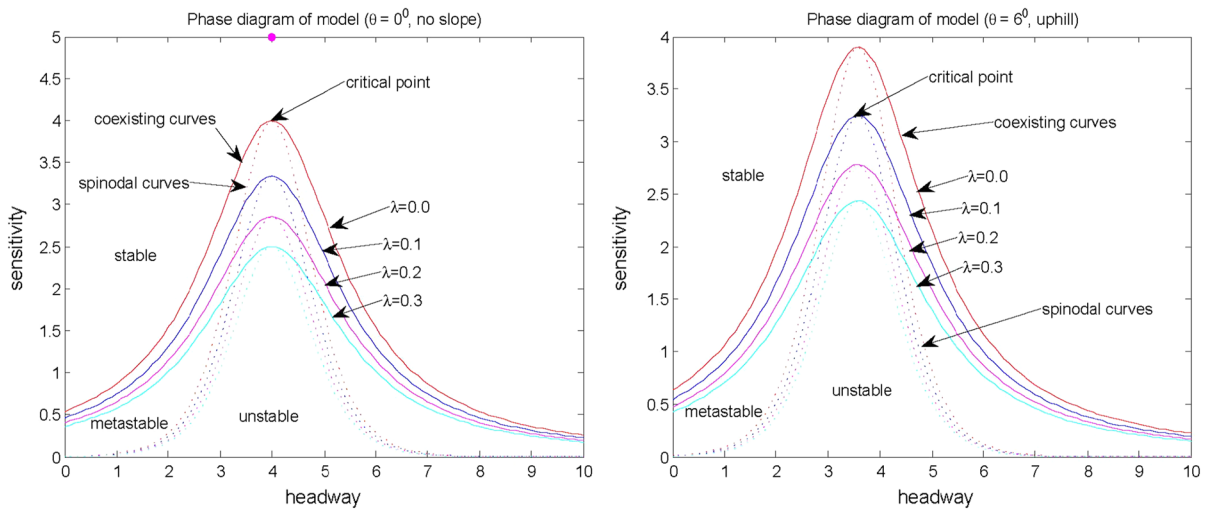 Phase diagram of model (θ = 0⁰, no slope)
5
4.5
4
3.5
3
2.5
2
1.5
1
0.5
0
sensitivity
critical point
coexisting curves
spinodal curves
λ=0.0
λ=0.1
stable
λ=0.2
λ=0.3
metastable
unstable
0 1 2 3 4 5 6 7 8 9 10
headway
Phase diagram of model (θ = 6⁰, uphill)
4
3.5
3
2.5
2
1.5
1
0.5
0
sensitivity
critical point
coexisting curves
stable
λ=0.0
λ=0.1
λ=0.2
λ=0.3
spinodal curves
unstable
metastable
0 1 2 3 4 5 6 7 8 9 10
headway